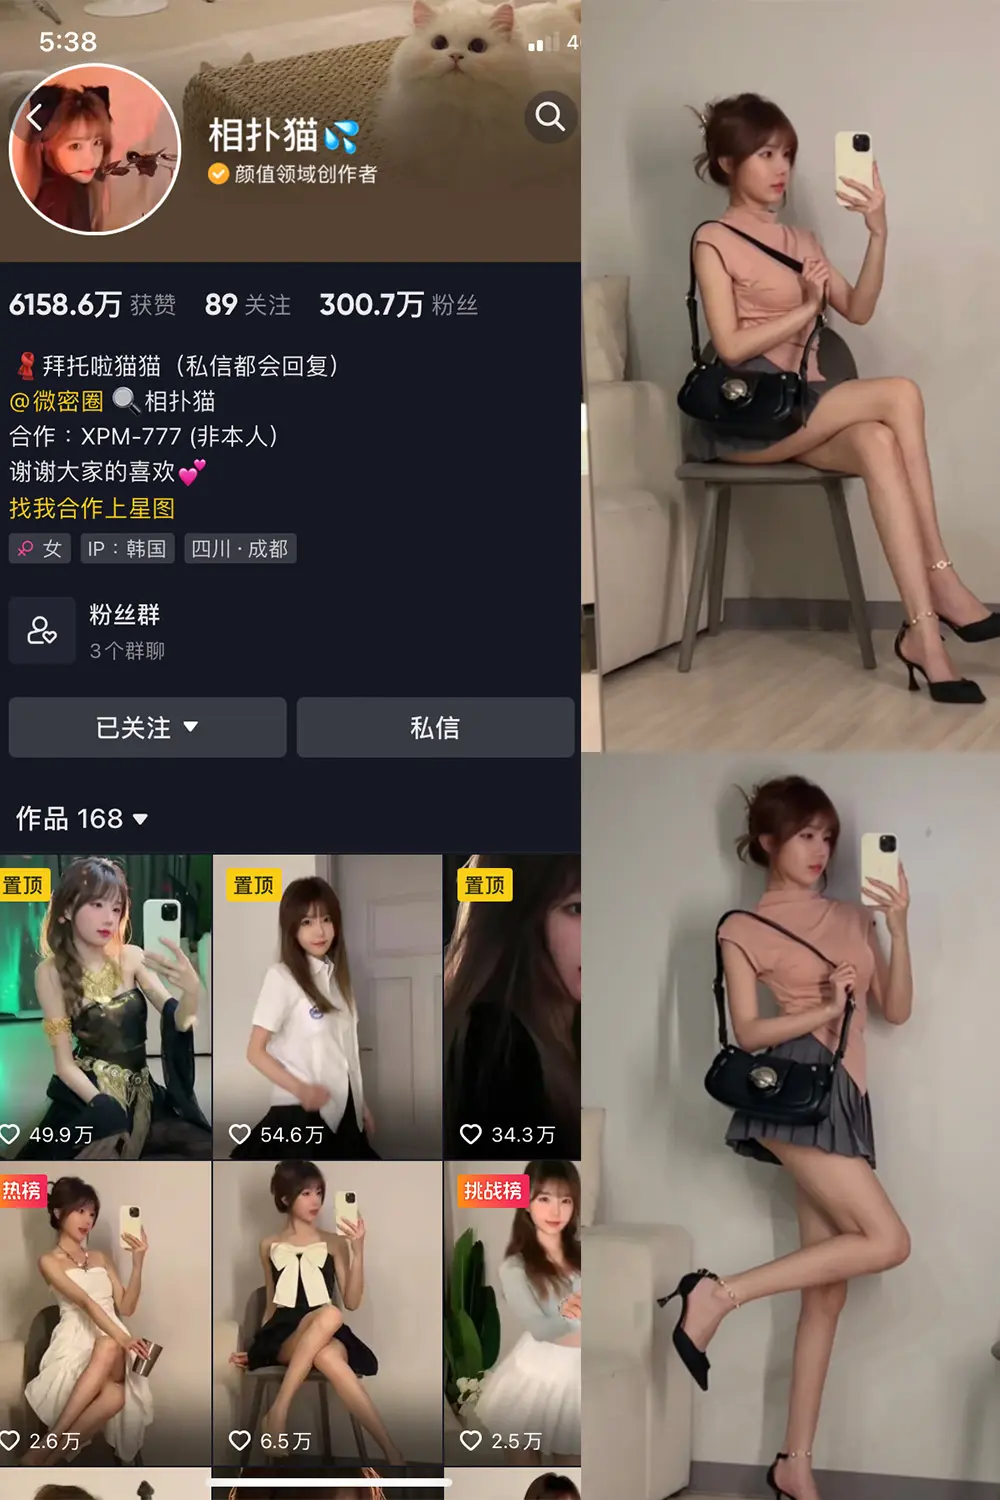 5:38
4
相扑猫💦
颜值领域创作者
6158.6万 获赞 89 关注 300.7万 粉丝
🧣拜托啦猫猫（私信都会回复）
@微密圈 🔍相扑猫
合作：XPM-777 (非本人)
谢谢大家的喜欢💕
找我合作上星图
女 IP：韩国 四川·成都
粉丝群
3个群聊
已关注 私信
作品 168
置顶 置顶 置顶
49.9万 54.6万 34.3万
热榜 挑战榜
2.6万 6.5万 2.5万